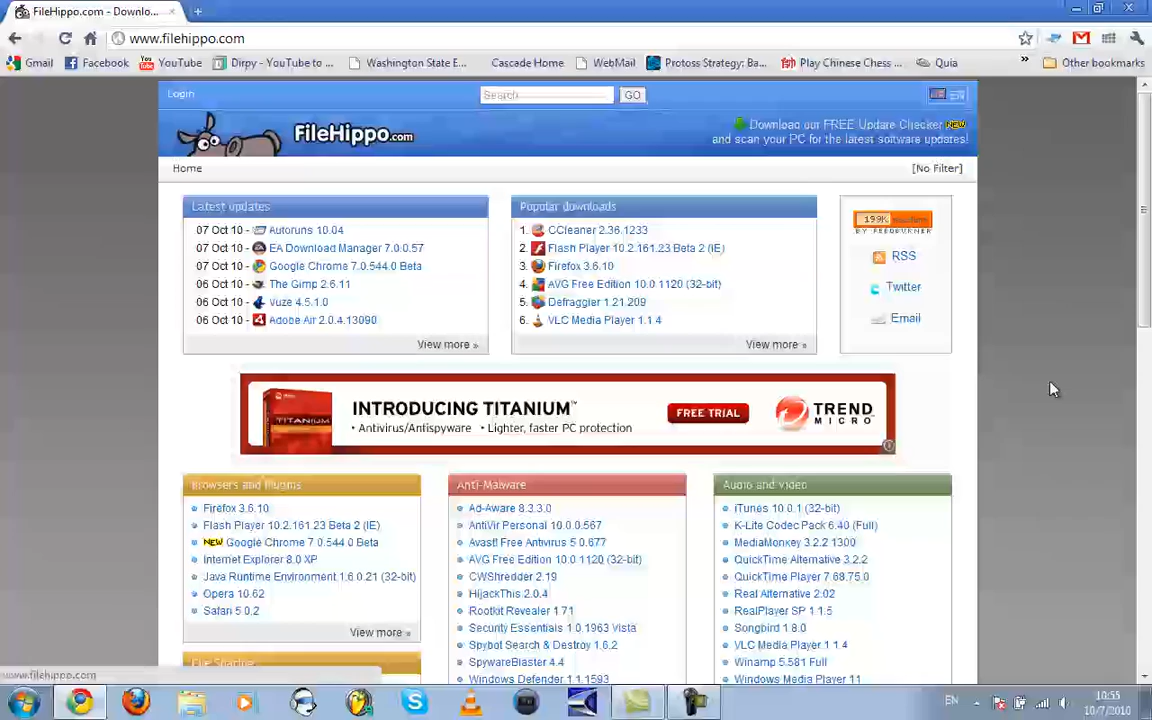 FileHippo.com - Downlo...
www.filehippo.com
Gmail
Facebook
YouTube
Dirpy - YouTube to ...
Washington State E...
Cascade Home
WebMail
Protoss Strategy: Ba...
Play Chinese Chess ...
Quia
»
Other bookmarks
Login
Search
GO
EN
FileHippo.com
Download our FREE Update Checker NEW
and scan your PC for the latest software updates!
Home
[No Filter]
Latest updates
07 Oct 10 - Autoruns 10.04
07 Oct 10 - EA Download Manager 7.0.0.57
07 Oct 10 - Google Chrome 7.0.544.0 Beta
07 Oct 10 - The Gimp 2.6.11
06 Oct 10 - Vuze 4.5.1.0
06 Oct 10 - Adobe Air 2.0.4.13090
View more »
Popular downloads
1. CCleaner 2.36.1233
2. Flash Player 10.2.161.23 Beta 2 (IE)
3. Firefox 3.6.10
4. AVG Free Edition 10.0.1120 (32-bit)
5. Defraggler 1.21.209
6. VLC Media Player 1.1.4
View more »
199K readers
BY FEEDBURNER
RSS
Twitter
Email
TITANIUM
INTRODUCING TITANIUM™
• Antivirus/Antispyware • Lighter, faster PC protection
FREE TRIAL
TREND
MICRO
Browsers and Plugins
Firefox 3.6.10
Flash Player 10.2.161.23 Beta 2 (IE)
NEW Google Chrome 7.0.544.0 Beta
Internet Explorer 8.0 XP
Java Runtime Environment 1.6.0.21 (32-bit)
Opera 10.62
Safari 5.0.2
View more »
File Sharing
Anti-Malware
Ad-Aware 8.3.3.0
AntiVir Personal 10.0.0.567
Avast! Free Antivirus 5.0.677
AVG Free Edition 10.0.1120 (32-bit)
CWShredder 2.19
HijackThis 2.0.4
Rootkit Revealer 1.71
Security Essentials 1.0.1963 Vista
Spybot Search & Destroy 1.6.2
SpywareBlaster 4.4
Windows Defender 1.1.1593
Audio and Video
iTunes 10.0.1 (32-bit)
K-Lite Codec Pack 6.40 (Full)
MediaMonkey 3.2.2.1300
QuickTime Alternative 3.2.2
QuickTime Player 7.68.75.0
Real Alternative 2.02
RealPlayer SP 1.1.5
Songbird 1.8.0
VLC Media Player 1.1.4
Winamp 5.581 Full
Windows Media Player 11
www.filehippo.com
EN
10:55
10/7/2010